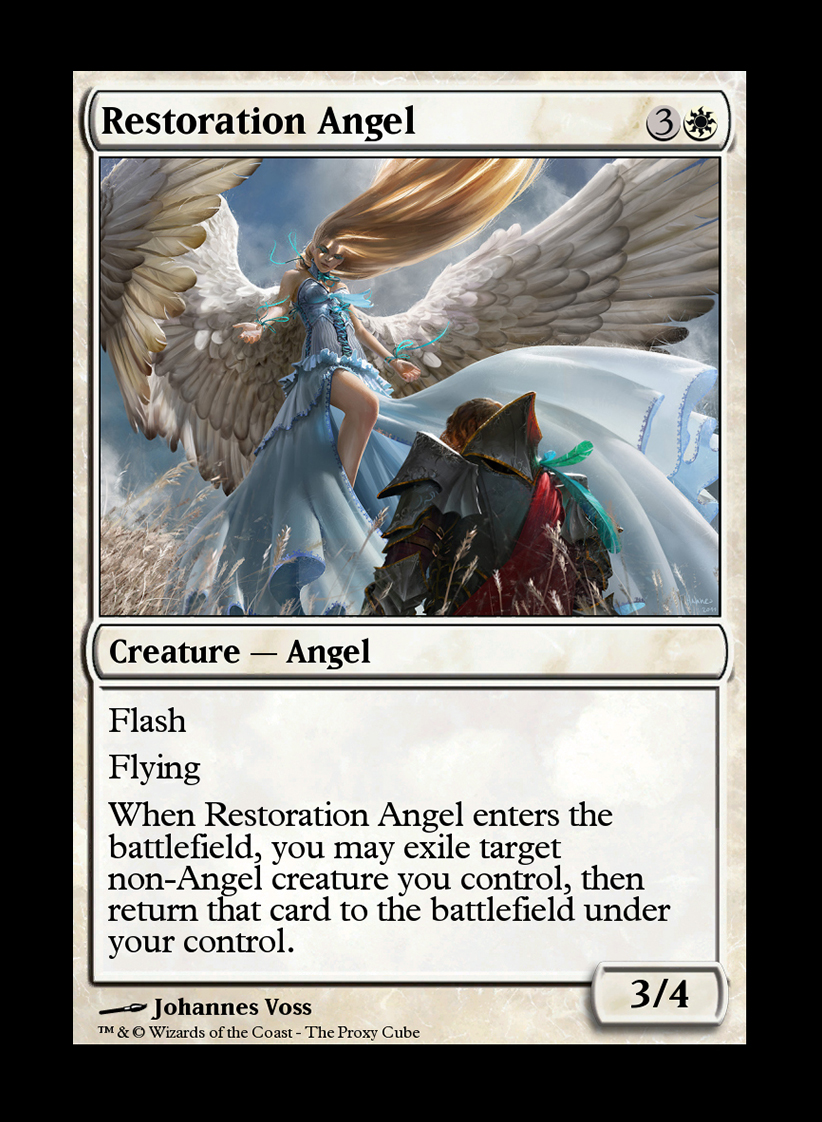 Restoration Angel 3
Creature — Angel
Flash
Flying
When Restoration Angel enters the
battlefield, you may exile target
non-Angel creature you control, then
return that card to the battlefield under
your control.
3/4
Johannes Voss
™ & © Wizards of the Coast - The Proxy Cube